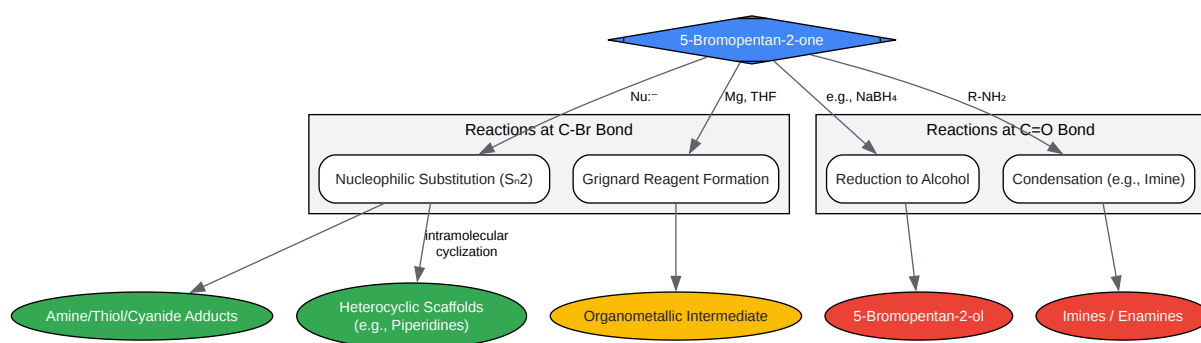 5-Bromopentan-2-one
Nu:⁻
Mg, THF
e.g., NaBH₄
R-NH₂
Reactions at C-Br Bond
Reactions at C=O Bond
Nucleophilic Substitution (Sₙ2)
Grignard Reagent Formation
Reduction to Alcohol
Condensation (e.g., Imine)
intramolecular
cyclization
Amine/Thiol/Cyanide Adducts
Heterocyclic Scaffolds
(e.g., Piperidines)
Organometallic Intermediate
5-Bromopentan-2-ol
Imines / Enamines